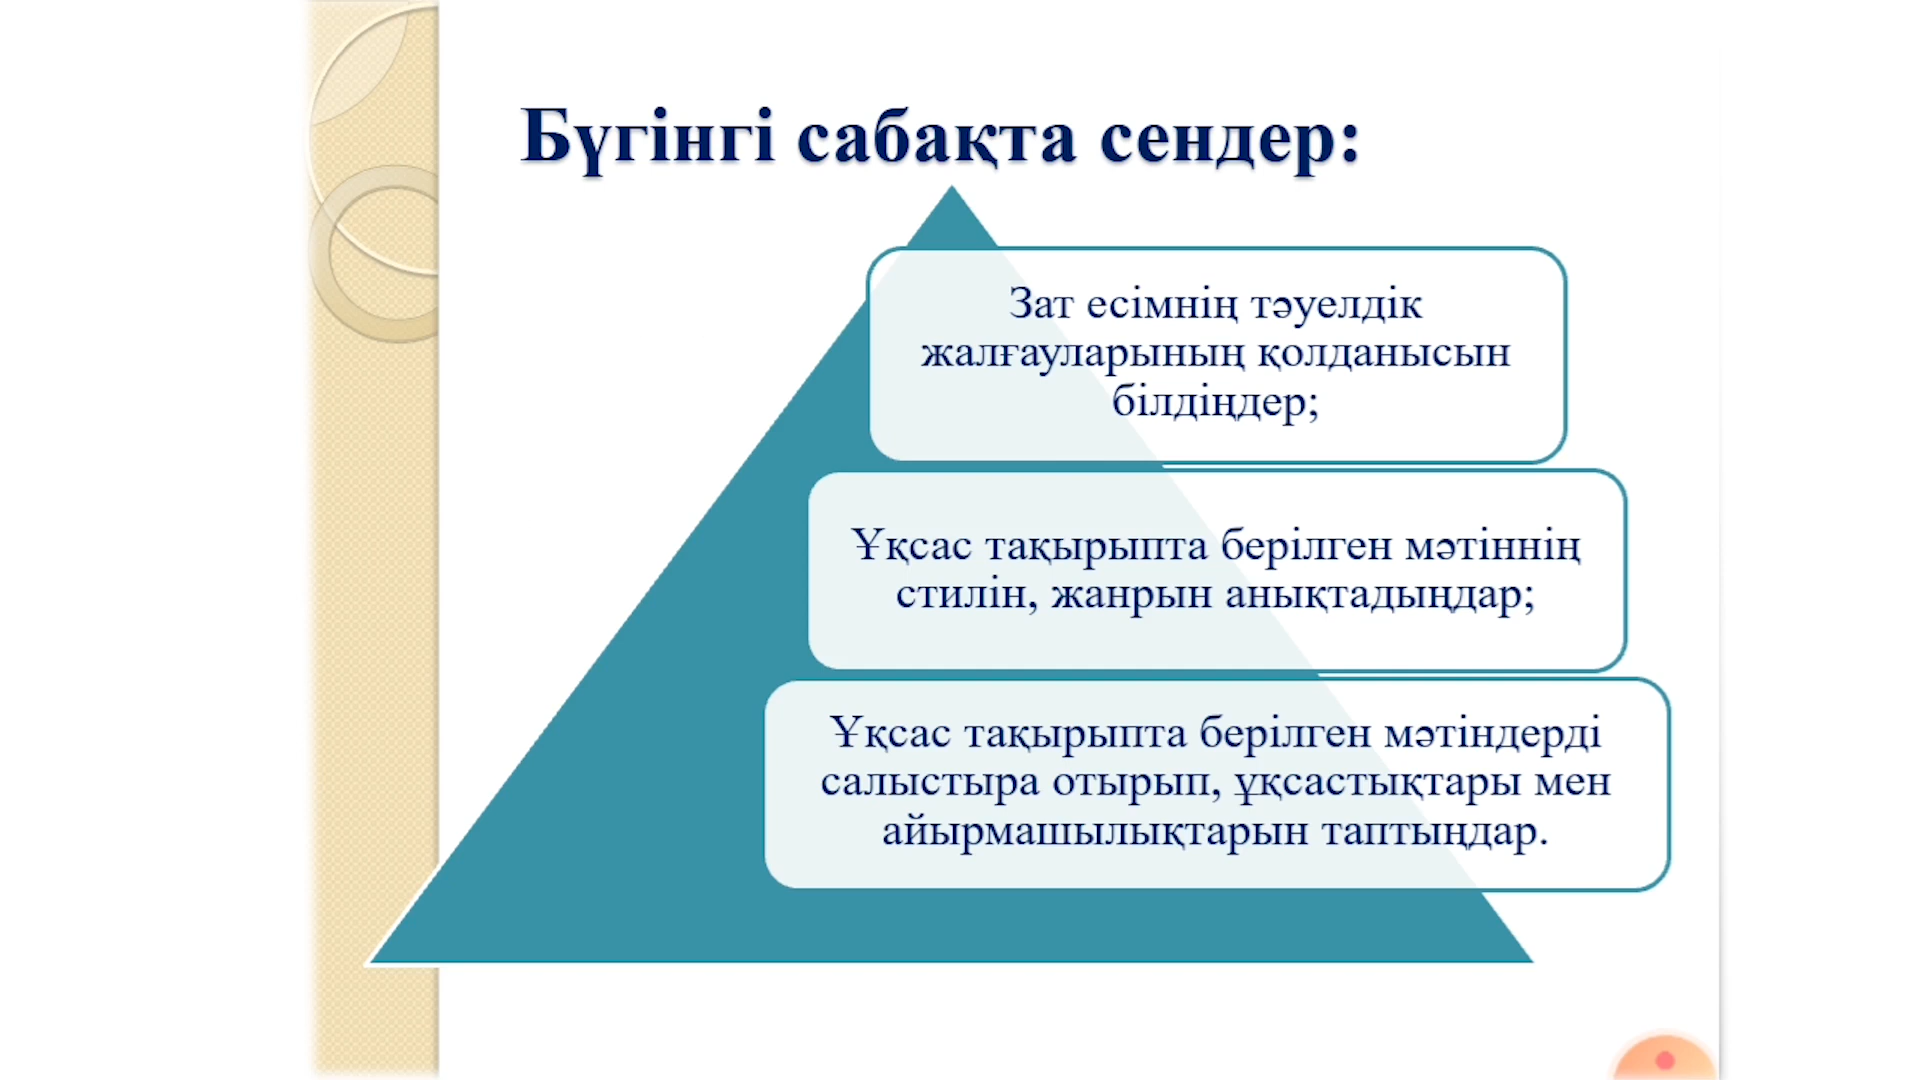 Бүгінгі сабақта сендер:
Зат есімнің тәуелдік
жалғауларының қолданысын
білдіңдер;
Ұқсас тақырыпта берілген мәтіннің
стилін, жанрын анықтадыңдар;
Ұқсас тақырыпта берілген мәтіндерді
салыстыра отырып, ұқсастықтары мен
айырмашылықтарын таптыңдар.